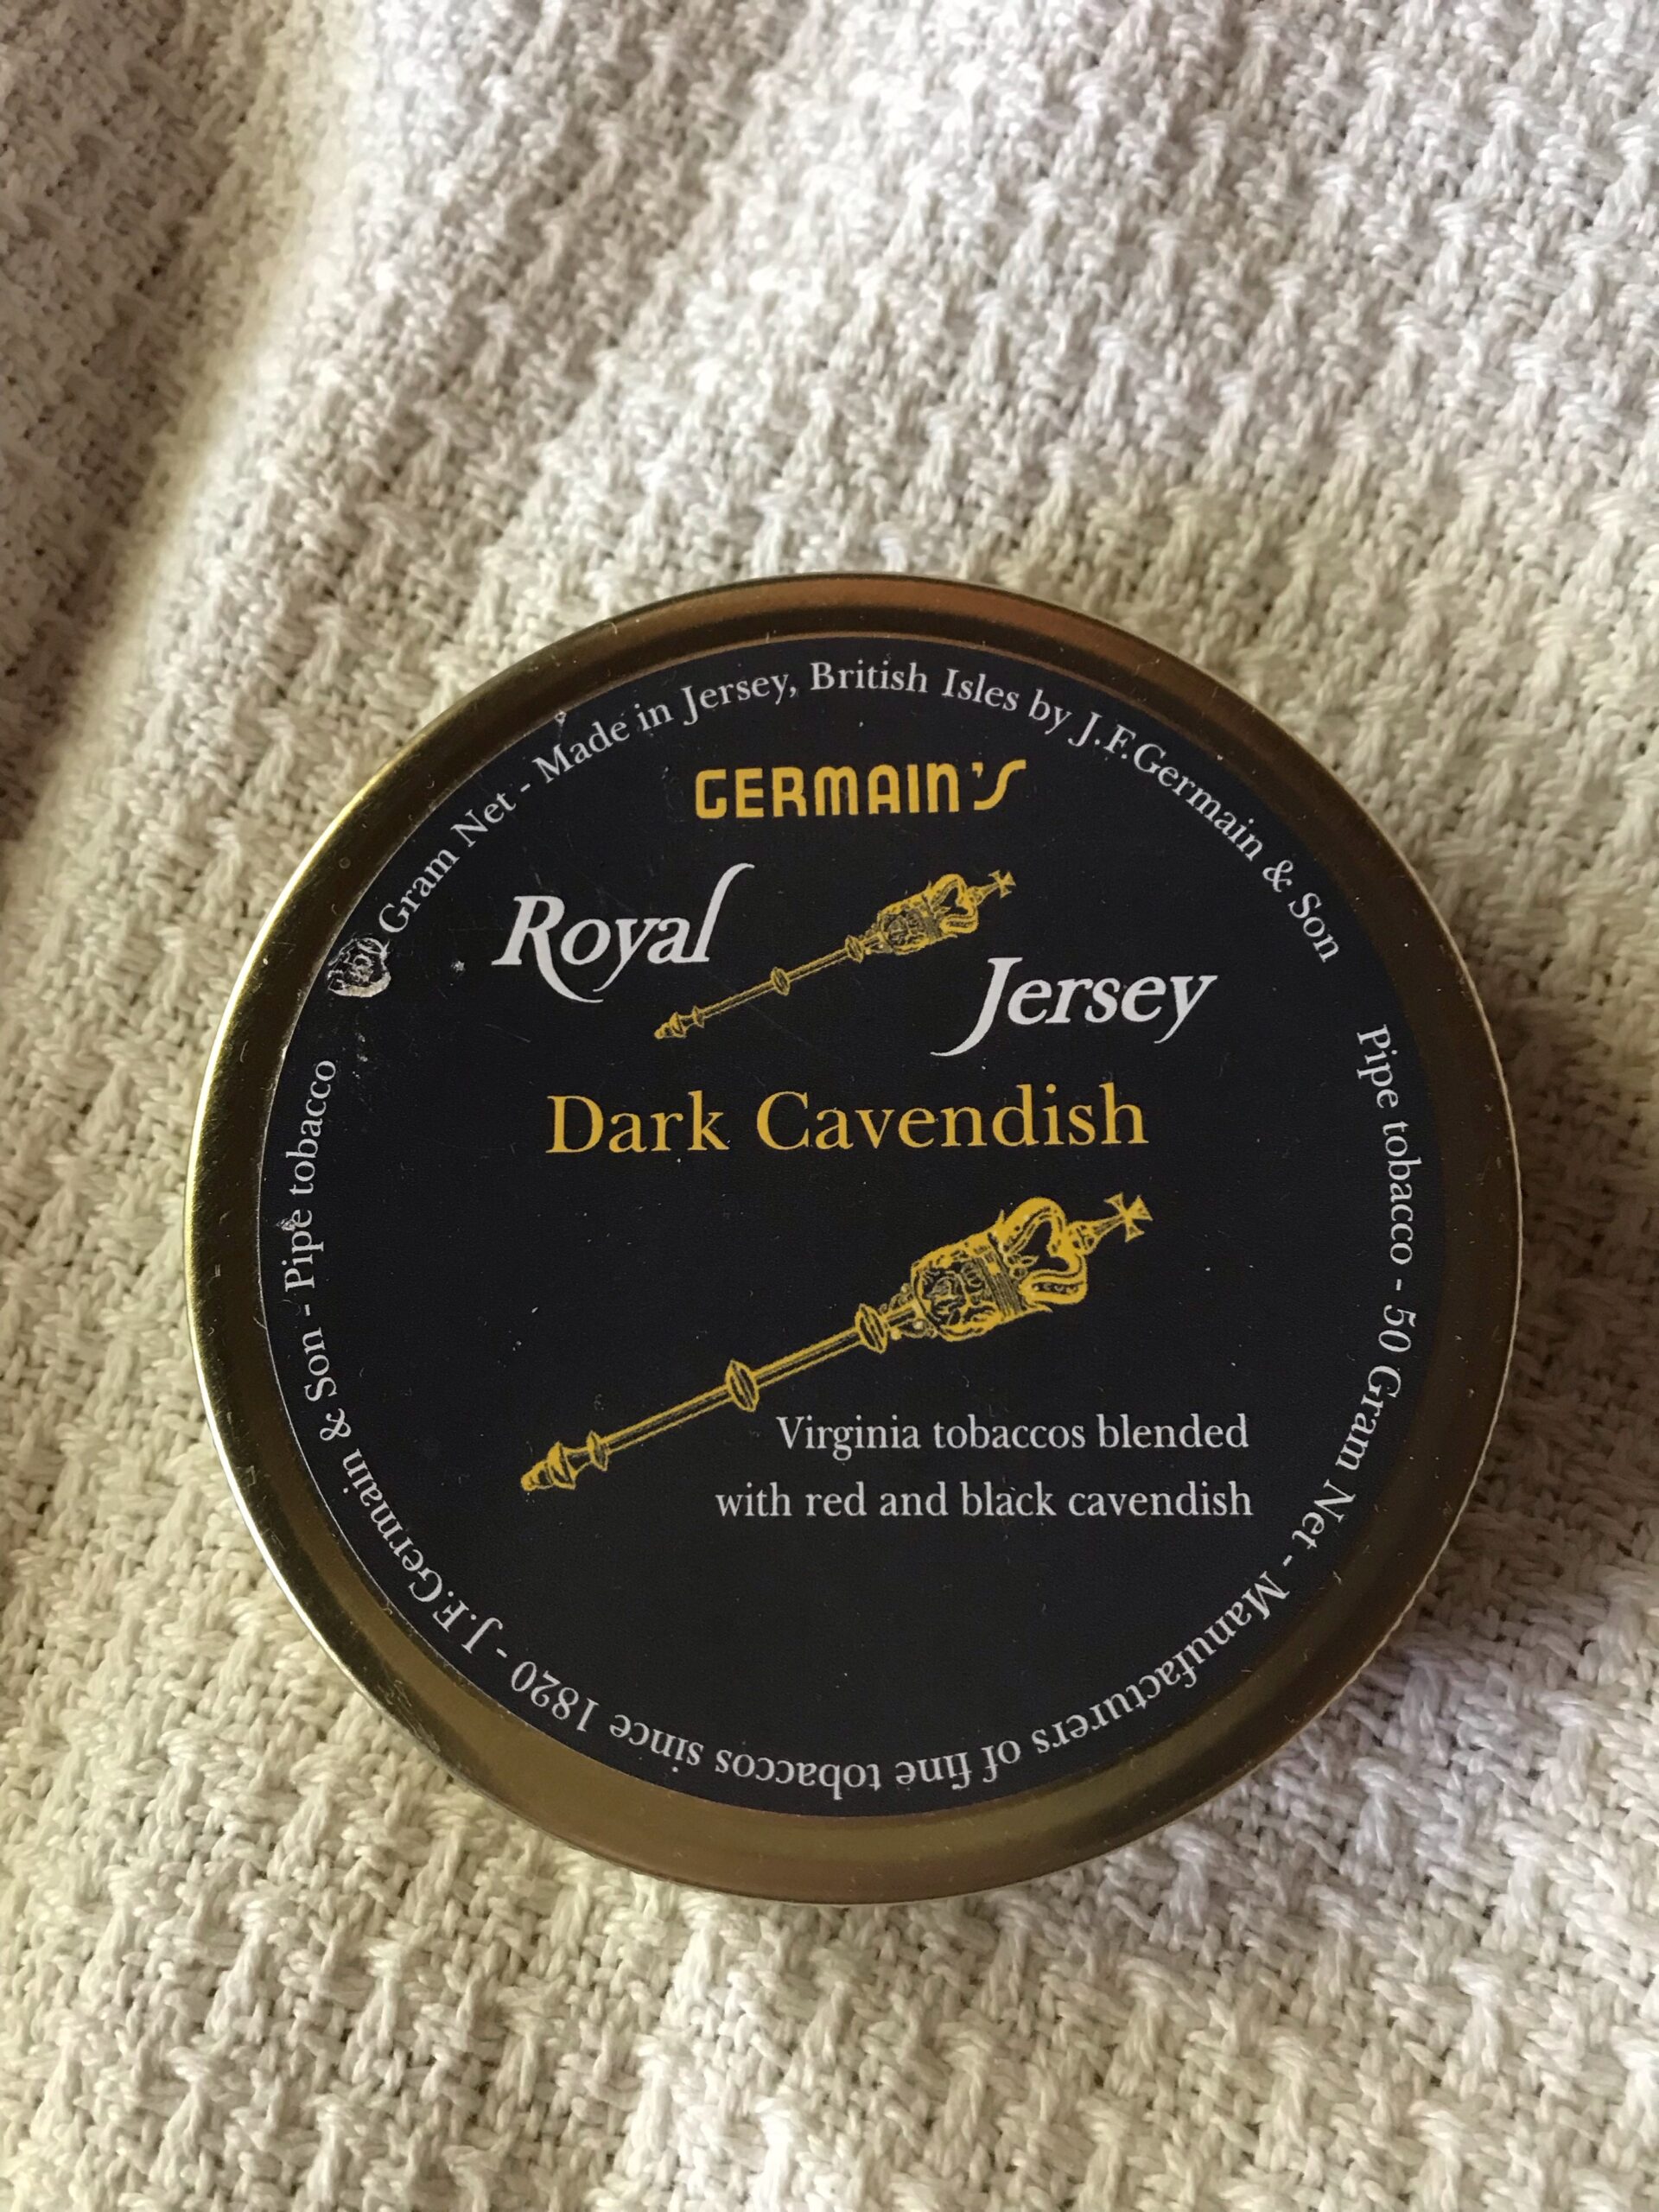 GERMAIN'S
Royal
Jersey
Dark Cavendish
Virginia tobaccos blended
with red and black cavendish
Gram Net - Made in Jersey, British Isles by J.F.Germain & Son
Pipe tobacco - 50 Gram Net - Manufacturers of fine tobaccos since 1820 - J.F.Germain & Son - Pipe tobacco